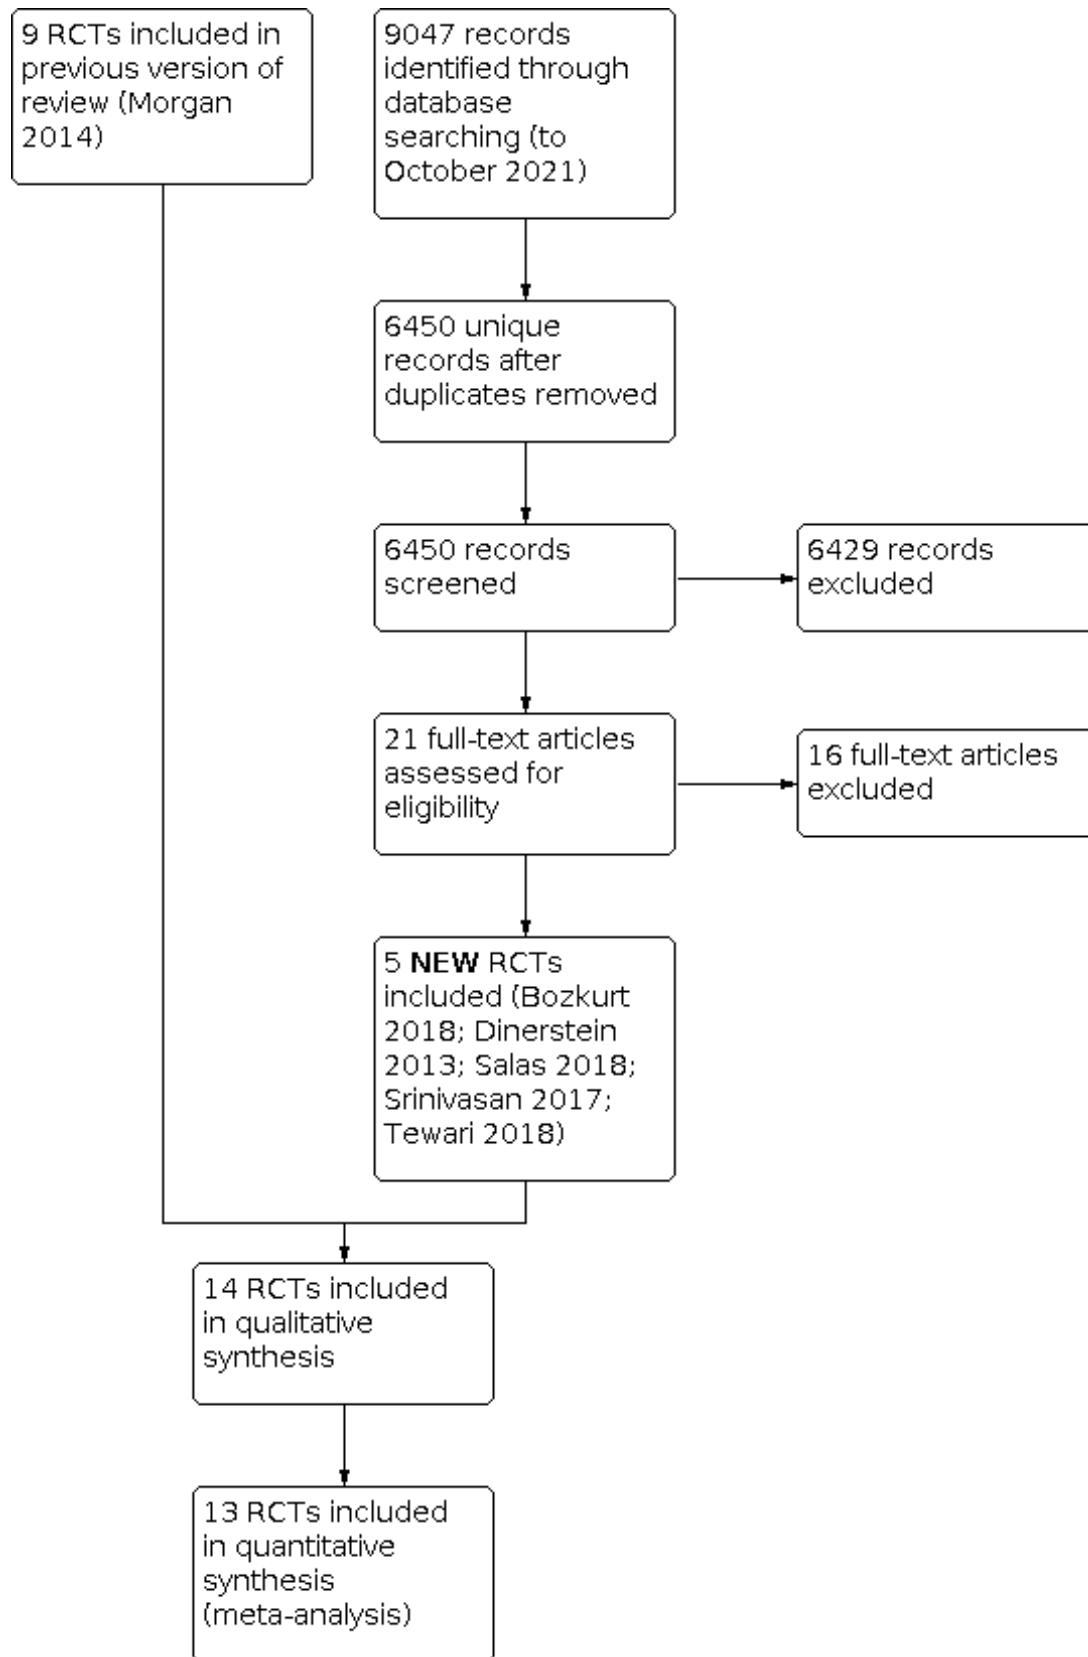 9 RCTs included in
previous version of
review (Morgan
2014)
9047 records
identified through
database
searching (to
October 2021)
6450 unique
records after
duplicates removed
6450 records
screened
6429 records
excluded
21 full-text articles
assessed for
eligibility
16 full-text articles
excluded
5 NEW RCTs
included (Bozkurt
2018; Dinerstein
2013; Salas 2018;
Srinivasan 2017;
Tewari 2018)
14 RCTs included
in qualitative
synthesis
13 RCTs included
in quantitative
synthesis
(meta-analysis)